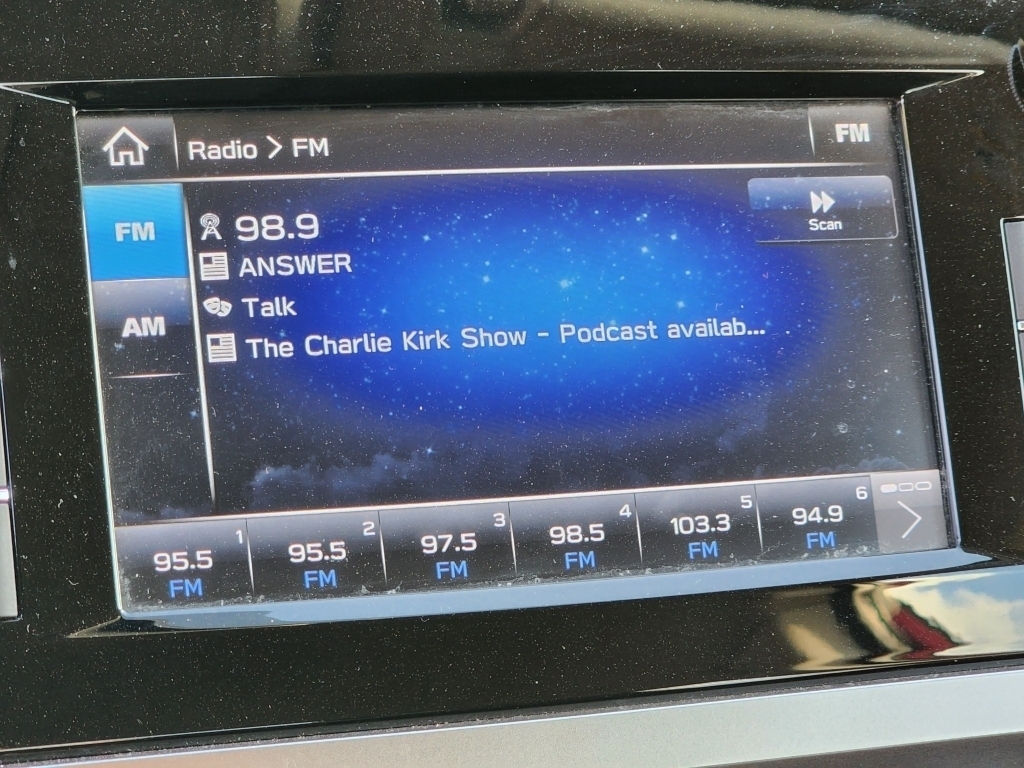 Radio > FM
FM
FM
98.9
Scan
ANSWER
AM
Talk
The Charlie Kirk Show - Podcast availab...
1
2
3
4
5
6
95.5
95.5
97.5
98.5
103.3
94.9
FM
FM
FM
FM
FM
FM